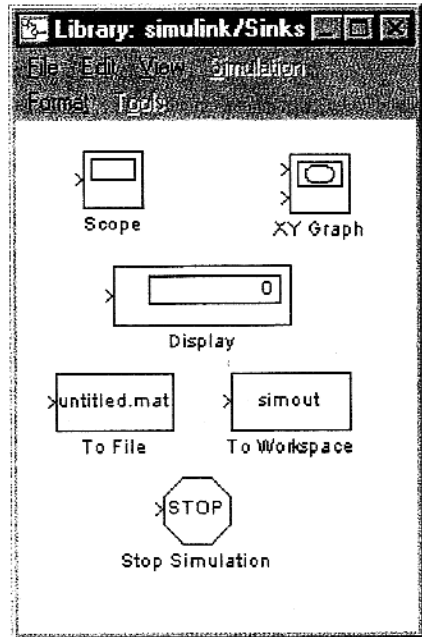 Library: simulink/Sinks
File Edit View Simulation
Format Tools
Scope
XY Graph
0
Display
untitled.mat
simout
To File
To Workspace
STOP
Stop Simulation